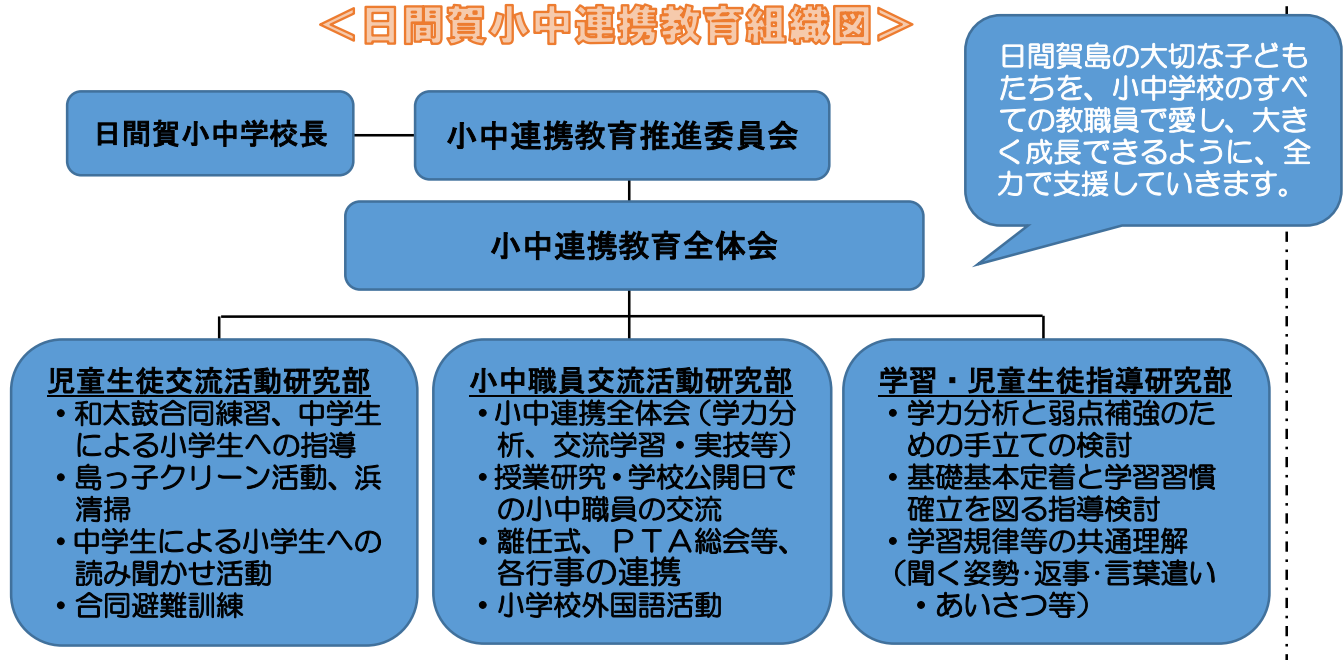 ＜日間賀小中連携教育組織図＞
日間賀島の大切な子ども
たちを、小中学校のすべ
ての教職員で愛し、大き
く成長できるように、全
力で支援していきます。
日間賀小中学校長
小中連携教育推進委員会
小中連携教育全体会
児童生徒交流活動研究部
・和太鼓合同練習、中学生
による小学生への指導
・島っ子クリーン活動、浜
清掃
・中学生による小学生への
読み聞かせ活動
・合同避難訓練
小中職員交流活動研究部
・小中連携全体会（学力分
析、交流学習・実技等）
・授業研究・学校公開日で
の小中職員の交流
・離任式、ＰＴＡ総会等、
各行事の連携
・小学校外国語活動
学習・児童生徒指導研究部
・学力分析と弱点補強のた
めの手立ての検討
・基礎基本定着と学習習慣
確立を図る指導検討
・学習規律等の共通理解
（聞く姿勢・返事・言葉遣い
・あいさつ等）